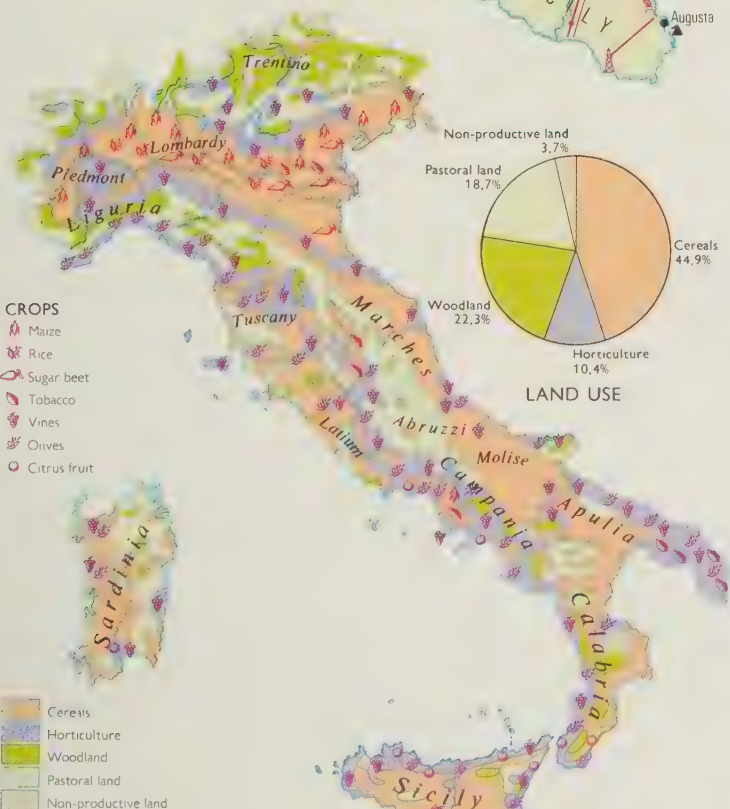 I L Y
Augusta
Trentino
Non-productive land
3,7%
Pastoral land
18,7%
Lombardy
Piedmont
Liguria
Cereals
44,9%
Woodland
22,3%
Horticulture
10,4%
LAND USE
CROPS
Maize
Rice
Sugar beet
Tobacco
Vines
Olives
Citrus fruit
Marches
Tuscany
Abruzzi
Molise
Latium
Campania
Apulia
Sardinia
Calabria
Cereals
Horticulture
Woodland
Pastoral land
Non-productive land
Sicily